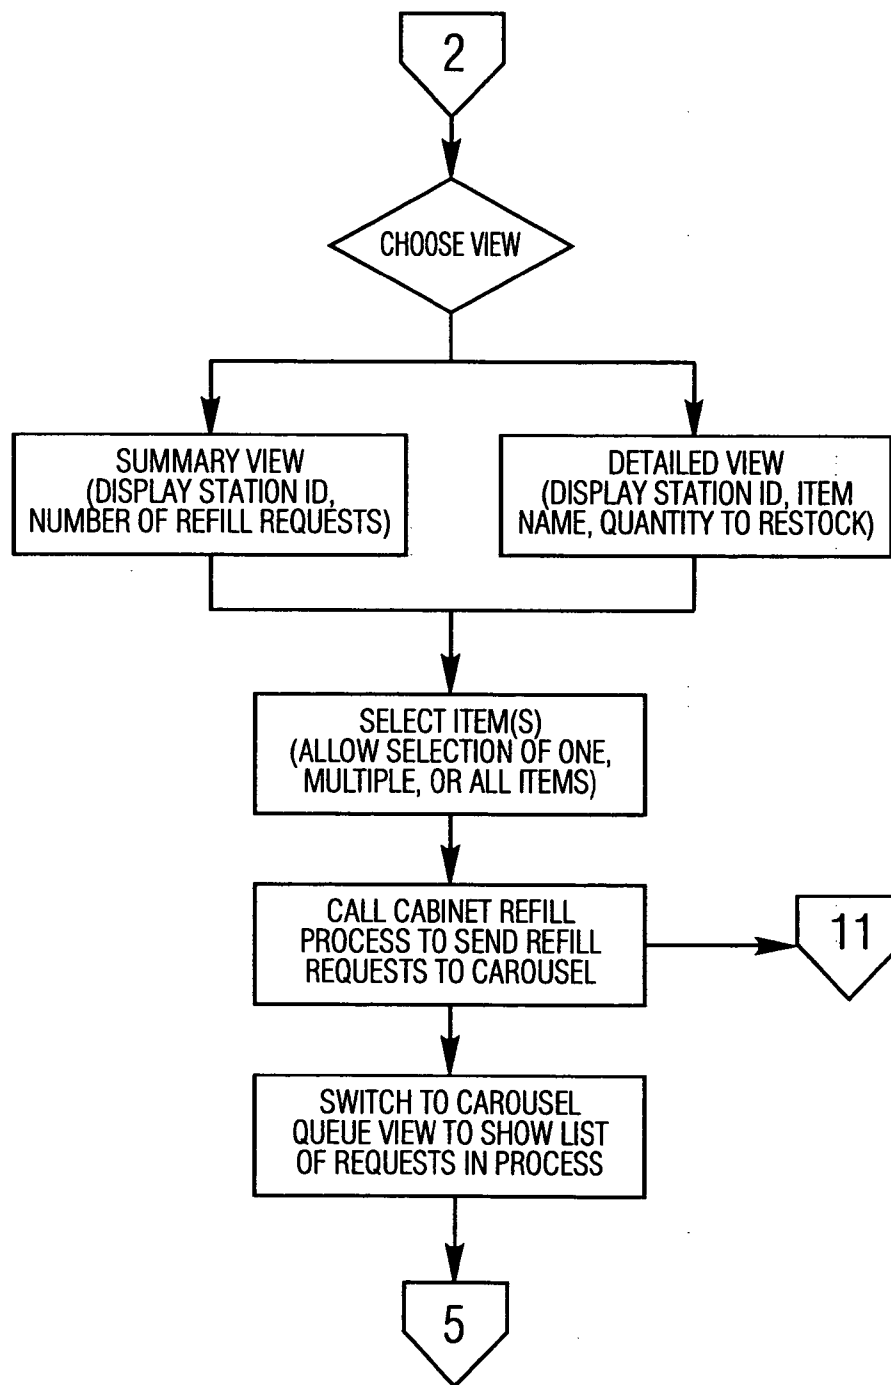 2
CHOOSE VIEW
SUMMARY VIEW
(DISPLAY STATION ID,
NUMBER OF REFILL REQUESTS)
DETAILED VIEW
(DISPLAY STATION ID, ITEM
NAME, QUANTITY TO RESTOCK)
SELECT ITEM(S)
(ALLOW SELECTION OF ONE,
MULTIPLE, OR ALL ITEMS)
CALL CABINET REFILL
PROCESS TO SEND REFILL
REQUESTS TO CAROUSEL
11
SWITCH TO CAROUSEL
QUEUE VIEW TO SHOW LIST
OF REQUESTS IN PROCESS
5